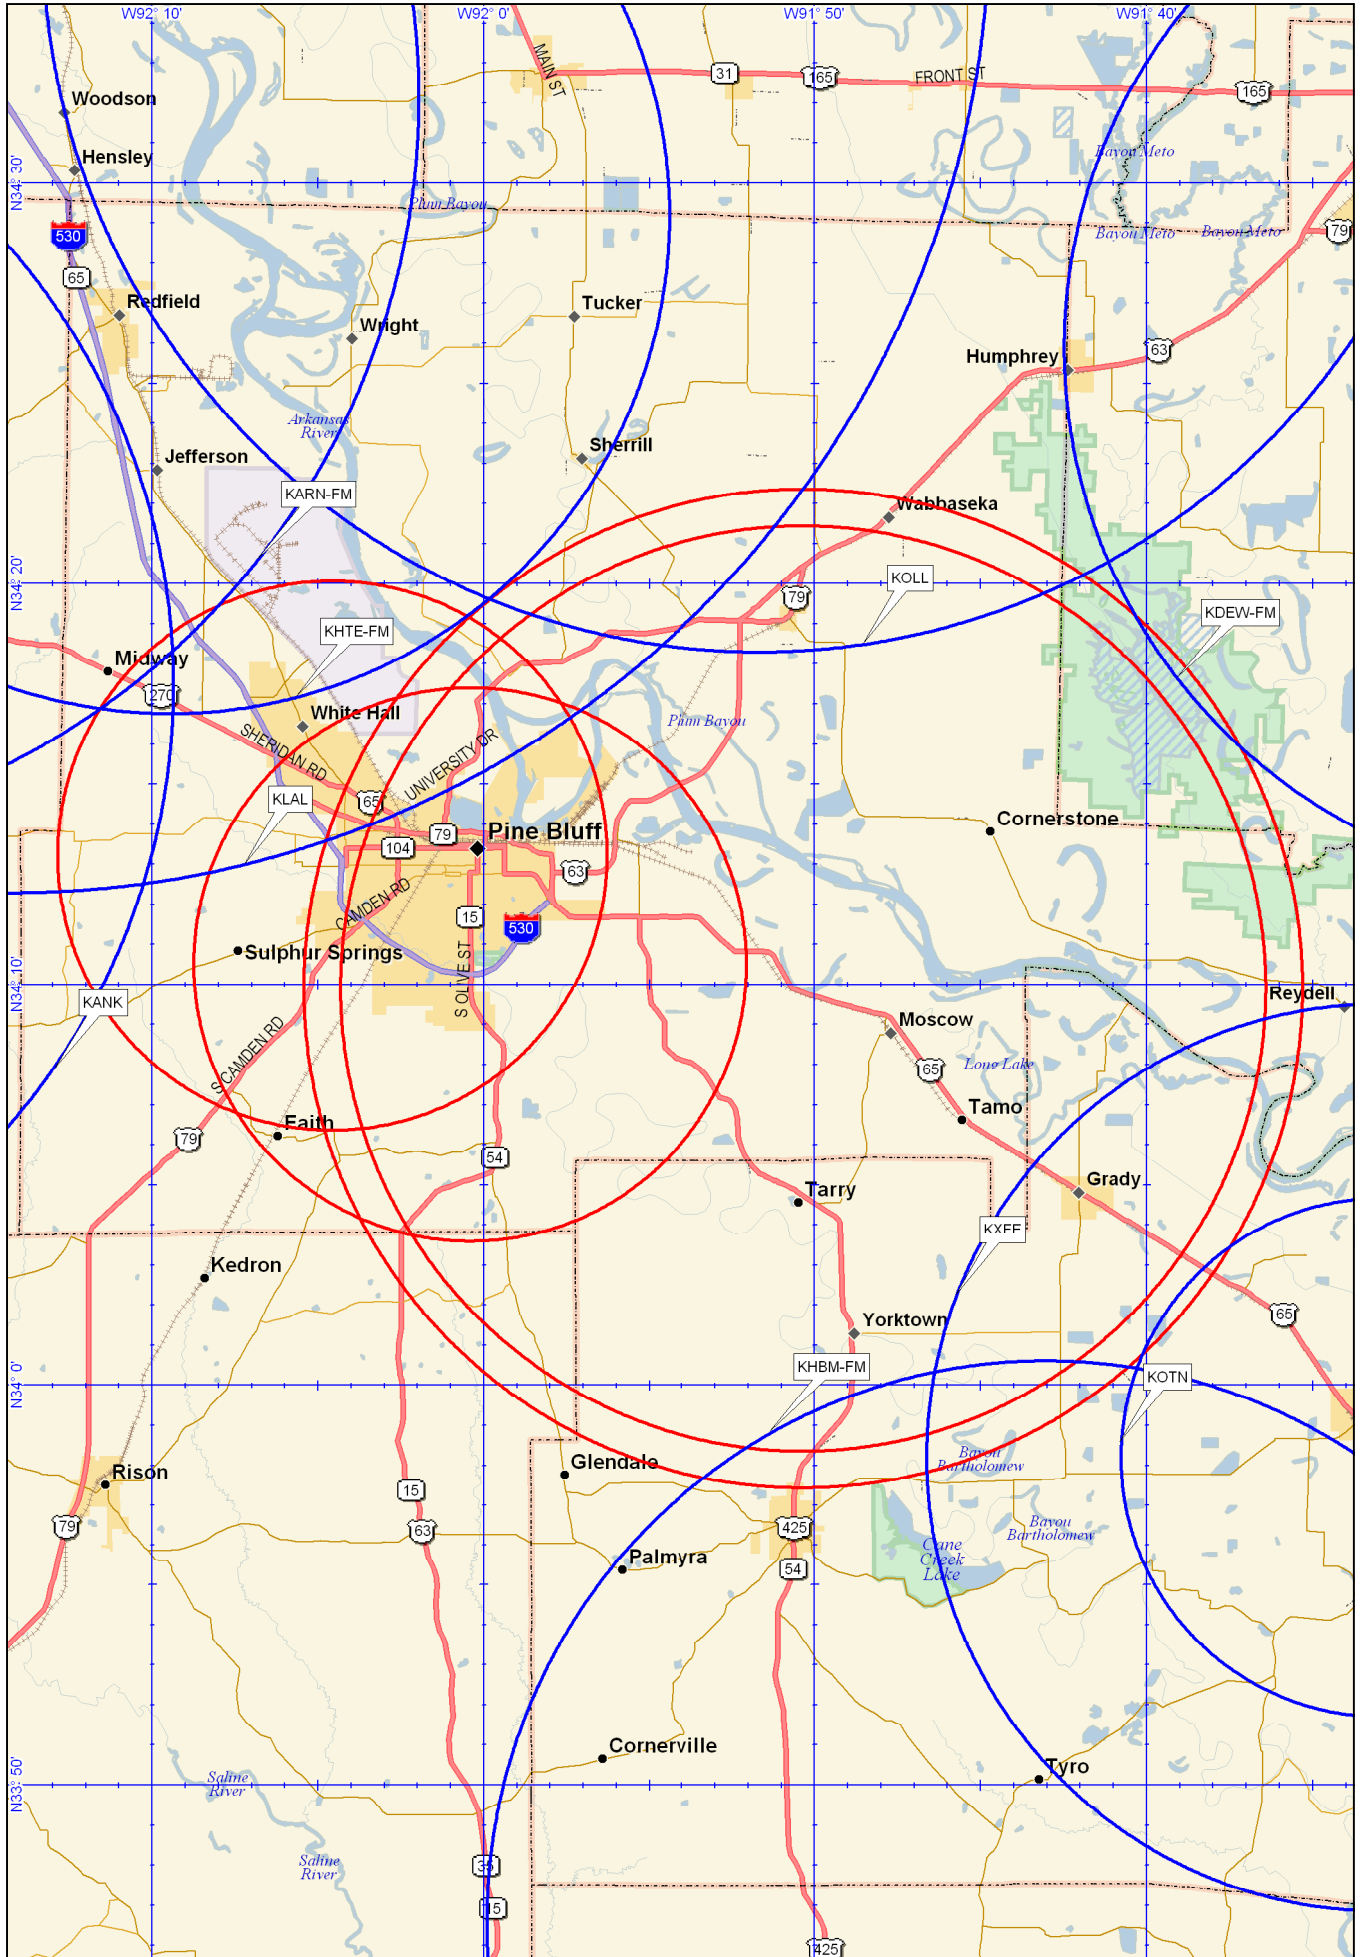 W92° 10'
W92° 0'
W91° 50'
W91° 40'
MAIN ST
31
165
FRONT ST
165
Woodson
Hensley
Bayou Meto
N34° 30'
Plum Bayou
530
Bayou Meto
Bayou Meto
79
65
Redfield
Wright
Tucker
Humphrey
63
Arkansas
River
Jefferson
Sherrill
KARN-FM
Wabbaseka
N34° 20'
KOLL
79
KDEW-FM
KHTE-FM
Midway
270
White Hall
Plum Bayou
SHERIDAN RD
UNIVERSITY DR
KLAL
65
79
Pine Bluff
Cornerstone
104
63
CAMDEN RD
15
530
Sulphur Springs
S OLIVE ST
N34° 10'
KANK
Reydell
Moscow
S CAMDEN RD
65
Long Lake
Tamo
Faith
79
54
Tarry
Grady
KXFE
Kedron
65
Yorktown
KHBM-FM
N34° 0'
KOTN
Rison
Glendale
Bayou
Bartholomew
15
79
63
425
Bayou
Bartholomew
Palmyra
54
Cane
Creek
Lake
Cornerville
Tyro
N33° 50'
Saline
River
Saline
River
35
15
425